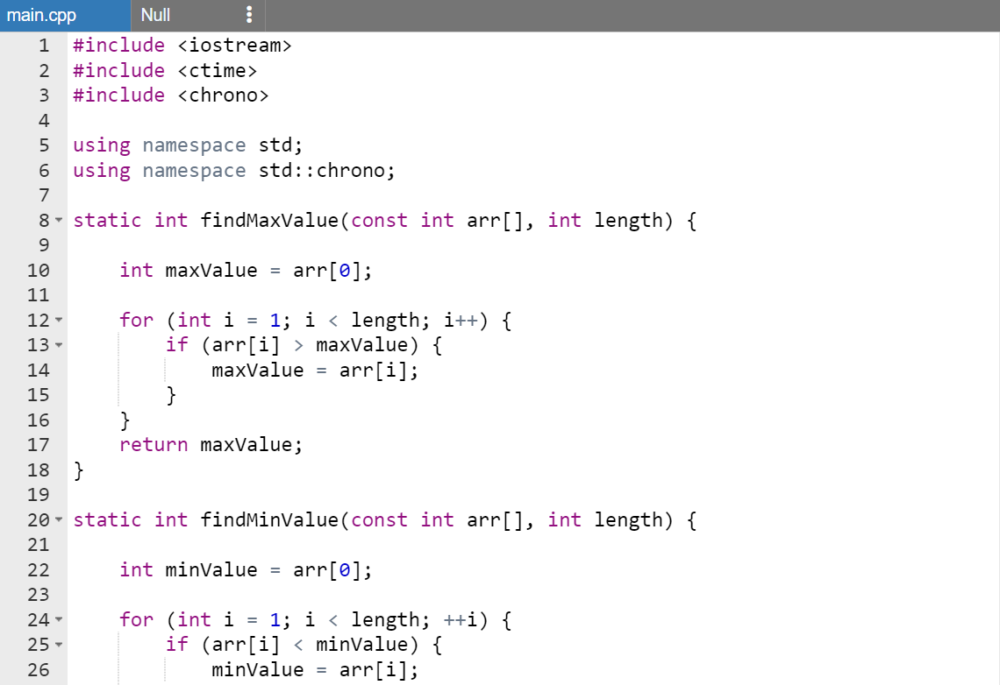 main.cpp Null
1 #include <iostream>
2 #include <ctime>
3 #include <chrono>
4
5 using namespace std;
6 using namespace std::chrono;
7
8 static int findMaxValue(const int arr[], int length) {
9
10     int maxValue = arr[0];
11
12     for (int i = 1; i < length; i++) {
13         if (arr[i] > maxValue) {
14             maxValue = arr[i];
15         }
16     }
17     return maxValue;
18 }
19
20 static int findMinValue(const int arr[], int length) {
21
22     int minValue = arr[0];
23
24     for (int i = 1; i < length; ++i) {
25         if (arr[i] < minValue) {
26             minValue = arr[i];